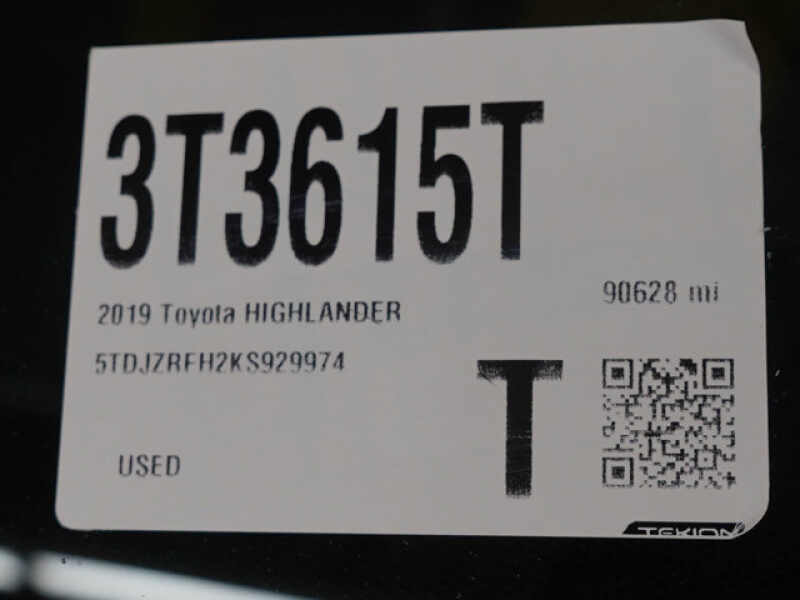 3T3615T
2019 Toyota HIGHLANDER
90628 mi
5TDJZRFH2KS929974
T
USED
TEKION